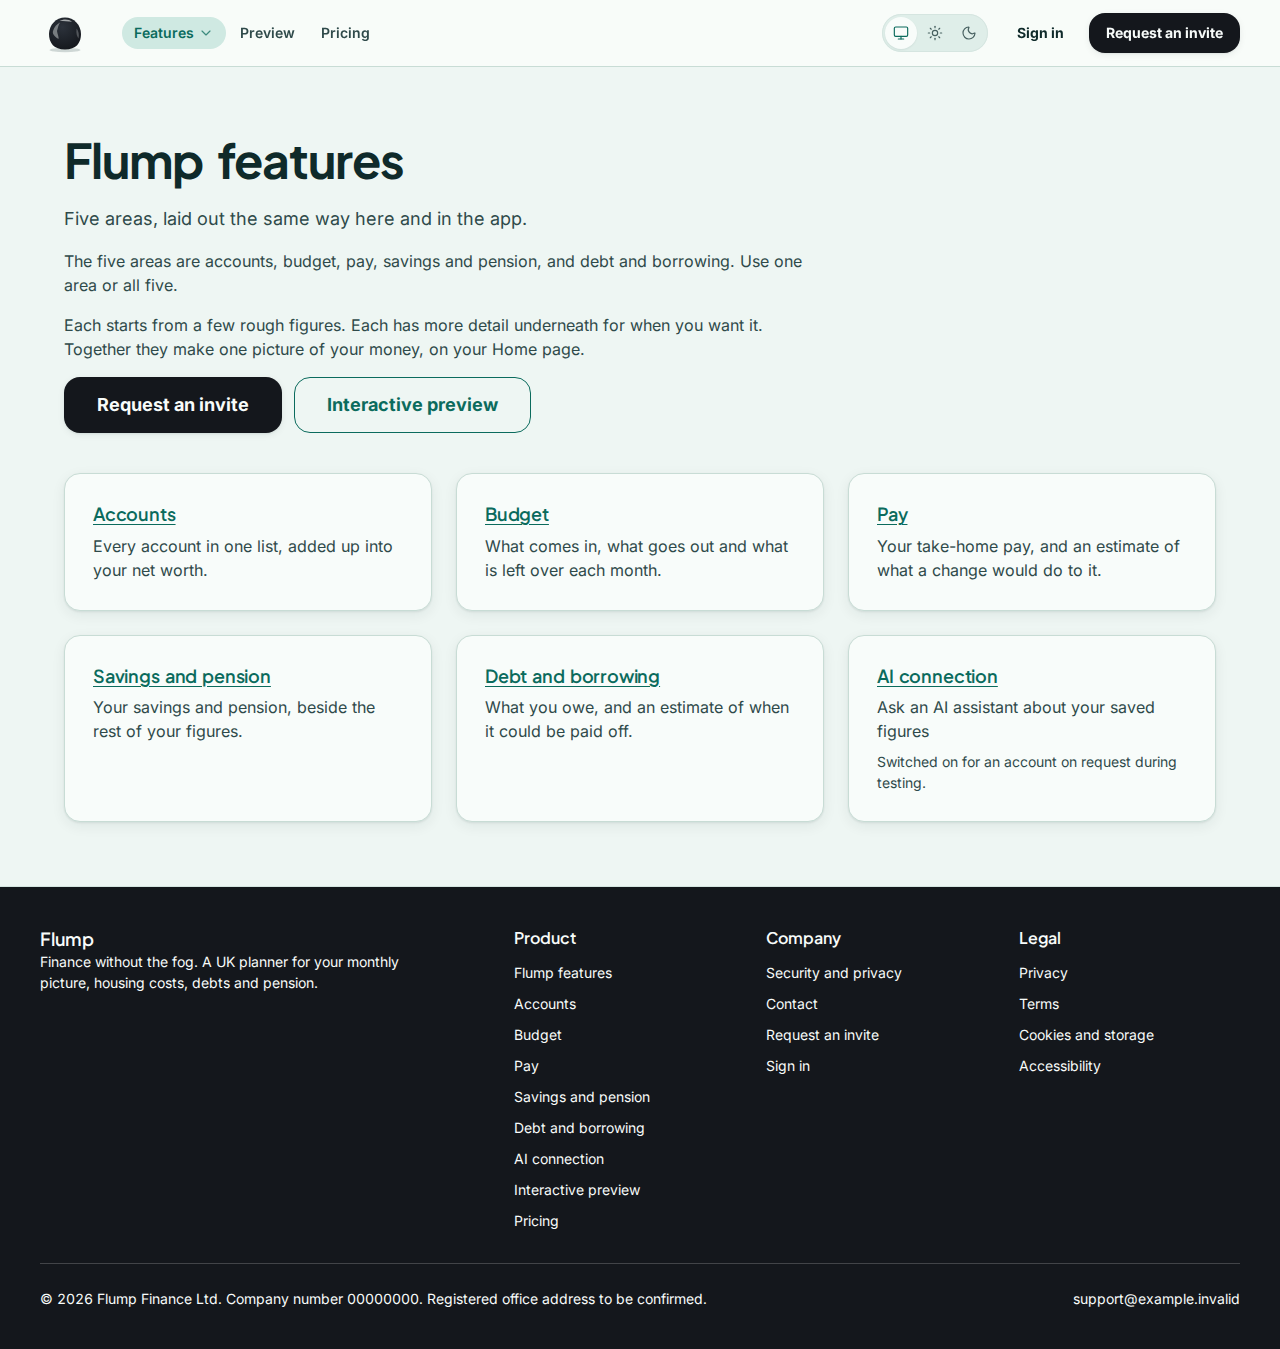 Features
Preview
Pricing
Sign in
Request an invite
Flump features
Five areas, laid out the same way here and in the app.
The five areas are accounts, budget, pay, savings and pension, and debt and borrowing. Use one
area or all five.
Each starts from a few rough figures. Each has more detail underneath for when you want it.
Together they make one picture of your money, on your Home page.
Request an invite
Interactive preview
Accounts
Every account in one list, added up into
your net worth.
Budget
What comes in, what goes out and what
is left over each month.
Pay
Your take-home pay, and an estimate of
what a change would do to it.
Savings and pension
Your savings and pension, beside the
rest of your figures.
Debt and borrowing
What you owe, and an estimate of when
it could be paid off.
AI connection
Ask an AI assistant about your saved
figures
Switched on for an account on request during
testing.
Flump
Finance without the fog. A UK planner for your monthly
picture, housing costs, debts and pension.
Product
Flump features
Accounts
Budget
Pay
Savings and pension
Debt and borrowing
AI connection
Interactive preview
Pricing
Company
Security and privacy
Contact
Request an invite
Sign in
Legal
Privacy
Terms
Cookies and storage
Accessibility
© 2026 Flump Finance Ltd. Company number 00000000. Registered office address to be confirmed.
support@example.invalid